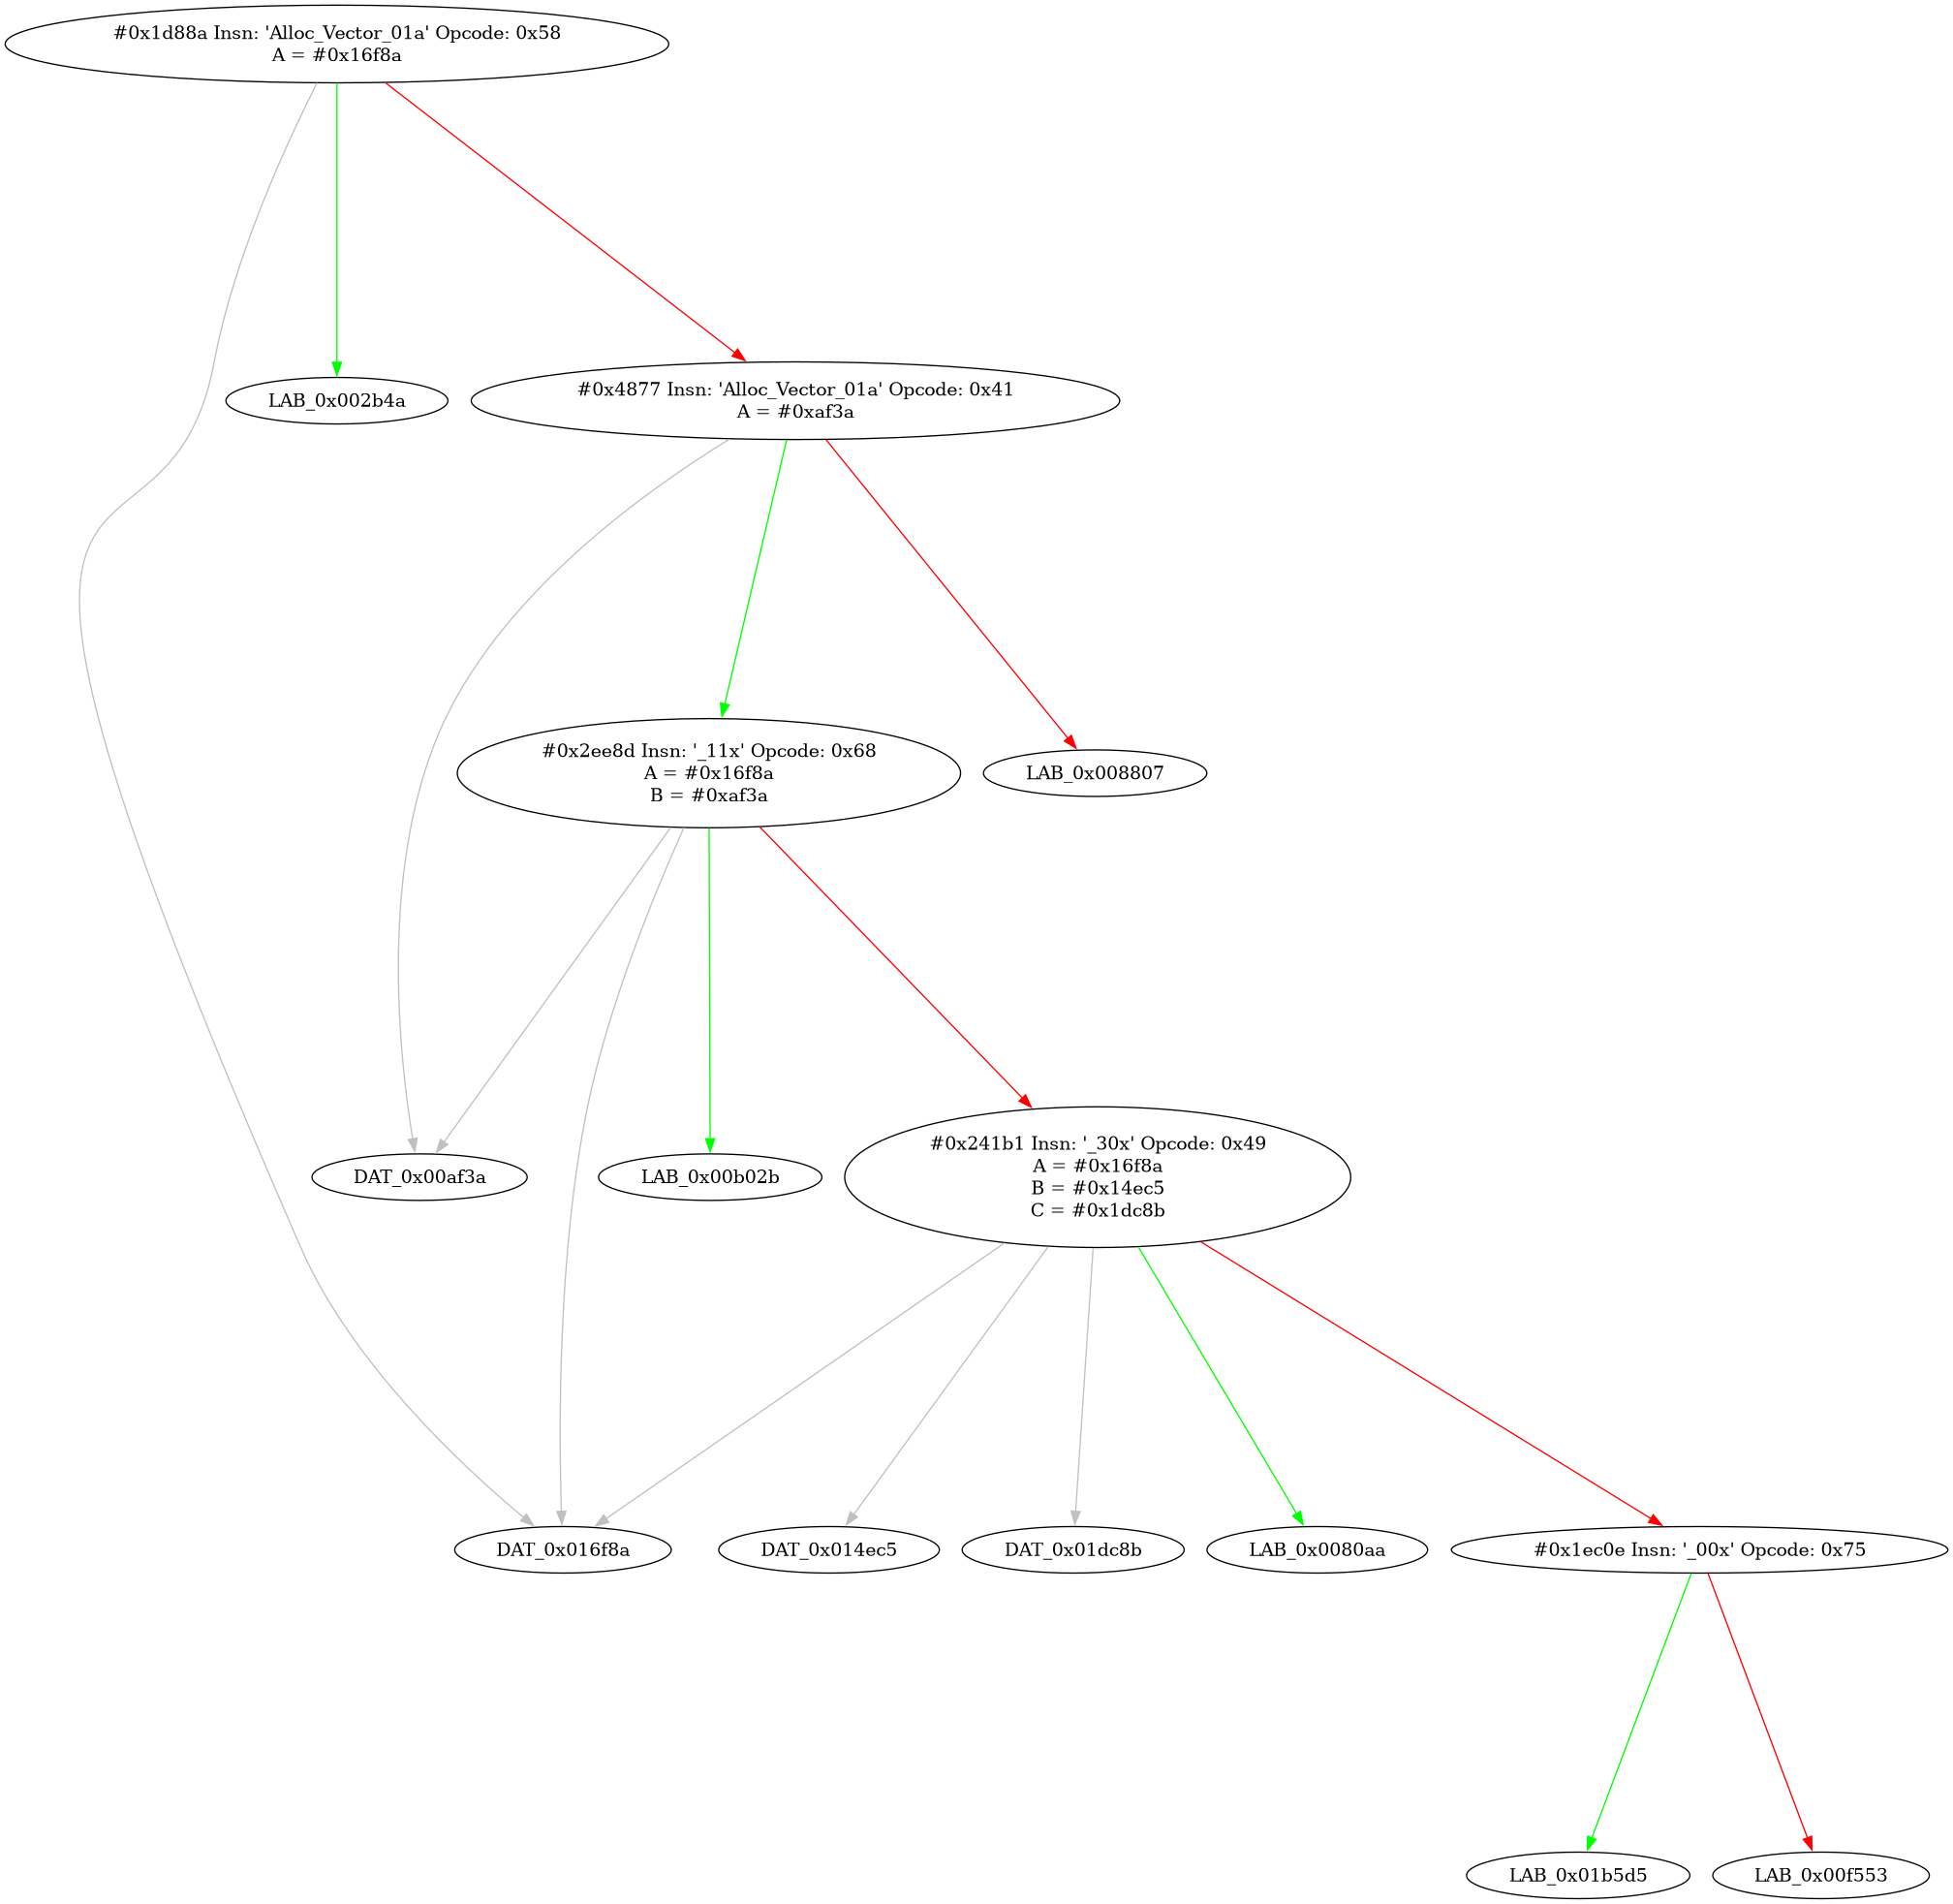 #0x1d88a Insn: 'Alloc_Vector_01a' Opcode: 0x58
A = #0x16f8a
LAB_0x002b4a
#0x4877 Insn: 'Alloc_Vector_01a' Opcode: 0x41
A = #0xaf3a
#0x2ee8d Insn: '_11x' Opcode: 0x68
A = #0x16f8a
B = #0xaf3a
LAB_0x008807
DAT_0x00af3a
LAB_0x00b02b
#0x241b1 Insn: '_30x' Opcode: 0x49
A = #0x16f8a
B = #0x14ec5
C = #0x1dc8b
DAT_0x016f8a
DAT_0x014ec5
DAT_0x01dc8b
LAB_0x0080aa
#0x1ec0e Insn: '_00x' Opcode: 0x75
LAB_0x01b5d5
LAB_0x00f553